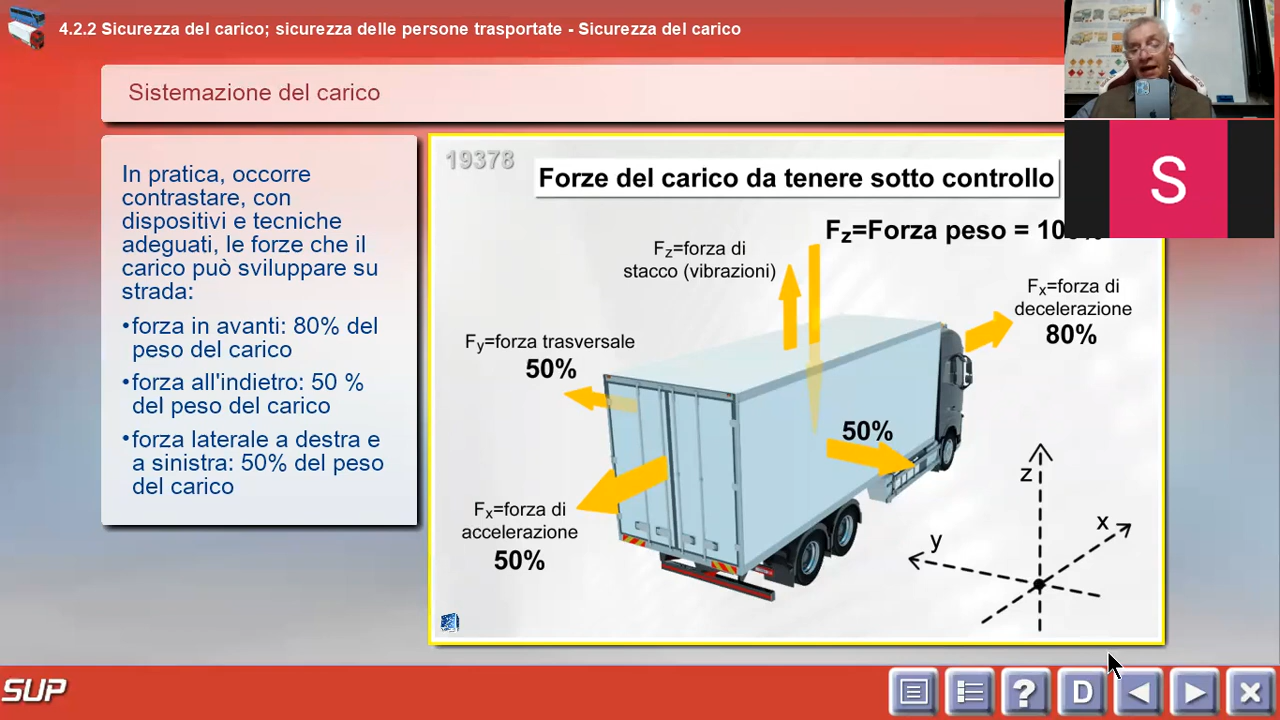 4.2.2 Sicurezza del carico; sicurezza delle persone trasportate - Sicurezza del carico
Sistemazione del carico
In pratica, occorre
contrastare, con
dispositivi e tecniche
adeguati, le forze che il
carico può sviluppare su
strada:
•forza in avanti: 80% del
peso del carico
•forza all'indietro: 50 %
del peso del carico
•forza laterale a destra e
a sinistra: 50% del peso
del carico
19378
Forze del carico da tenere sotto controllo
Fz=Forza peso =
Fz=forza di
stacco (vibrazioni)
Fx=forza di
decelerazione
80%
Fy=forza trasversale
50%
50%
Fx=forza di
accelerazione
50%
z
x
y
S
SUP
?
D